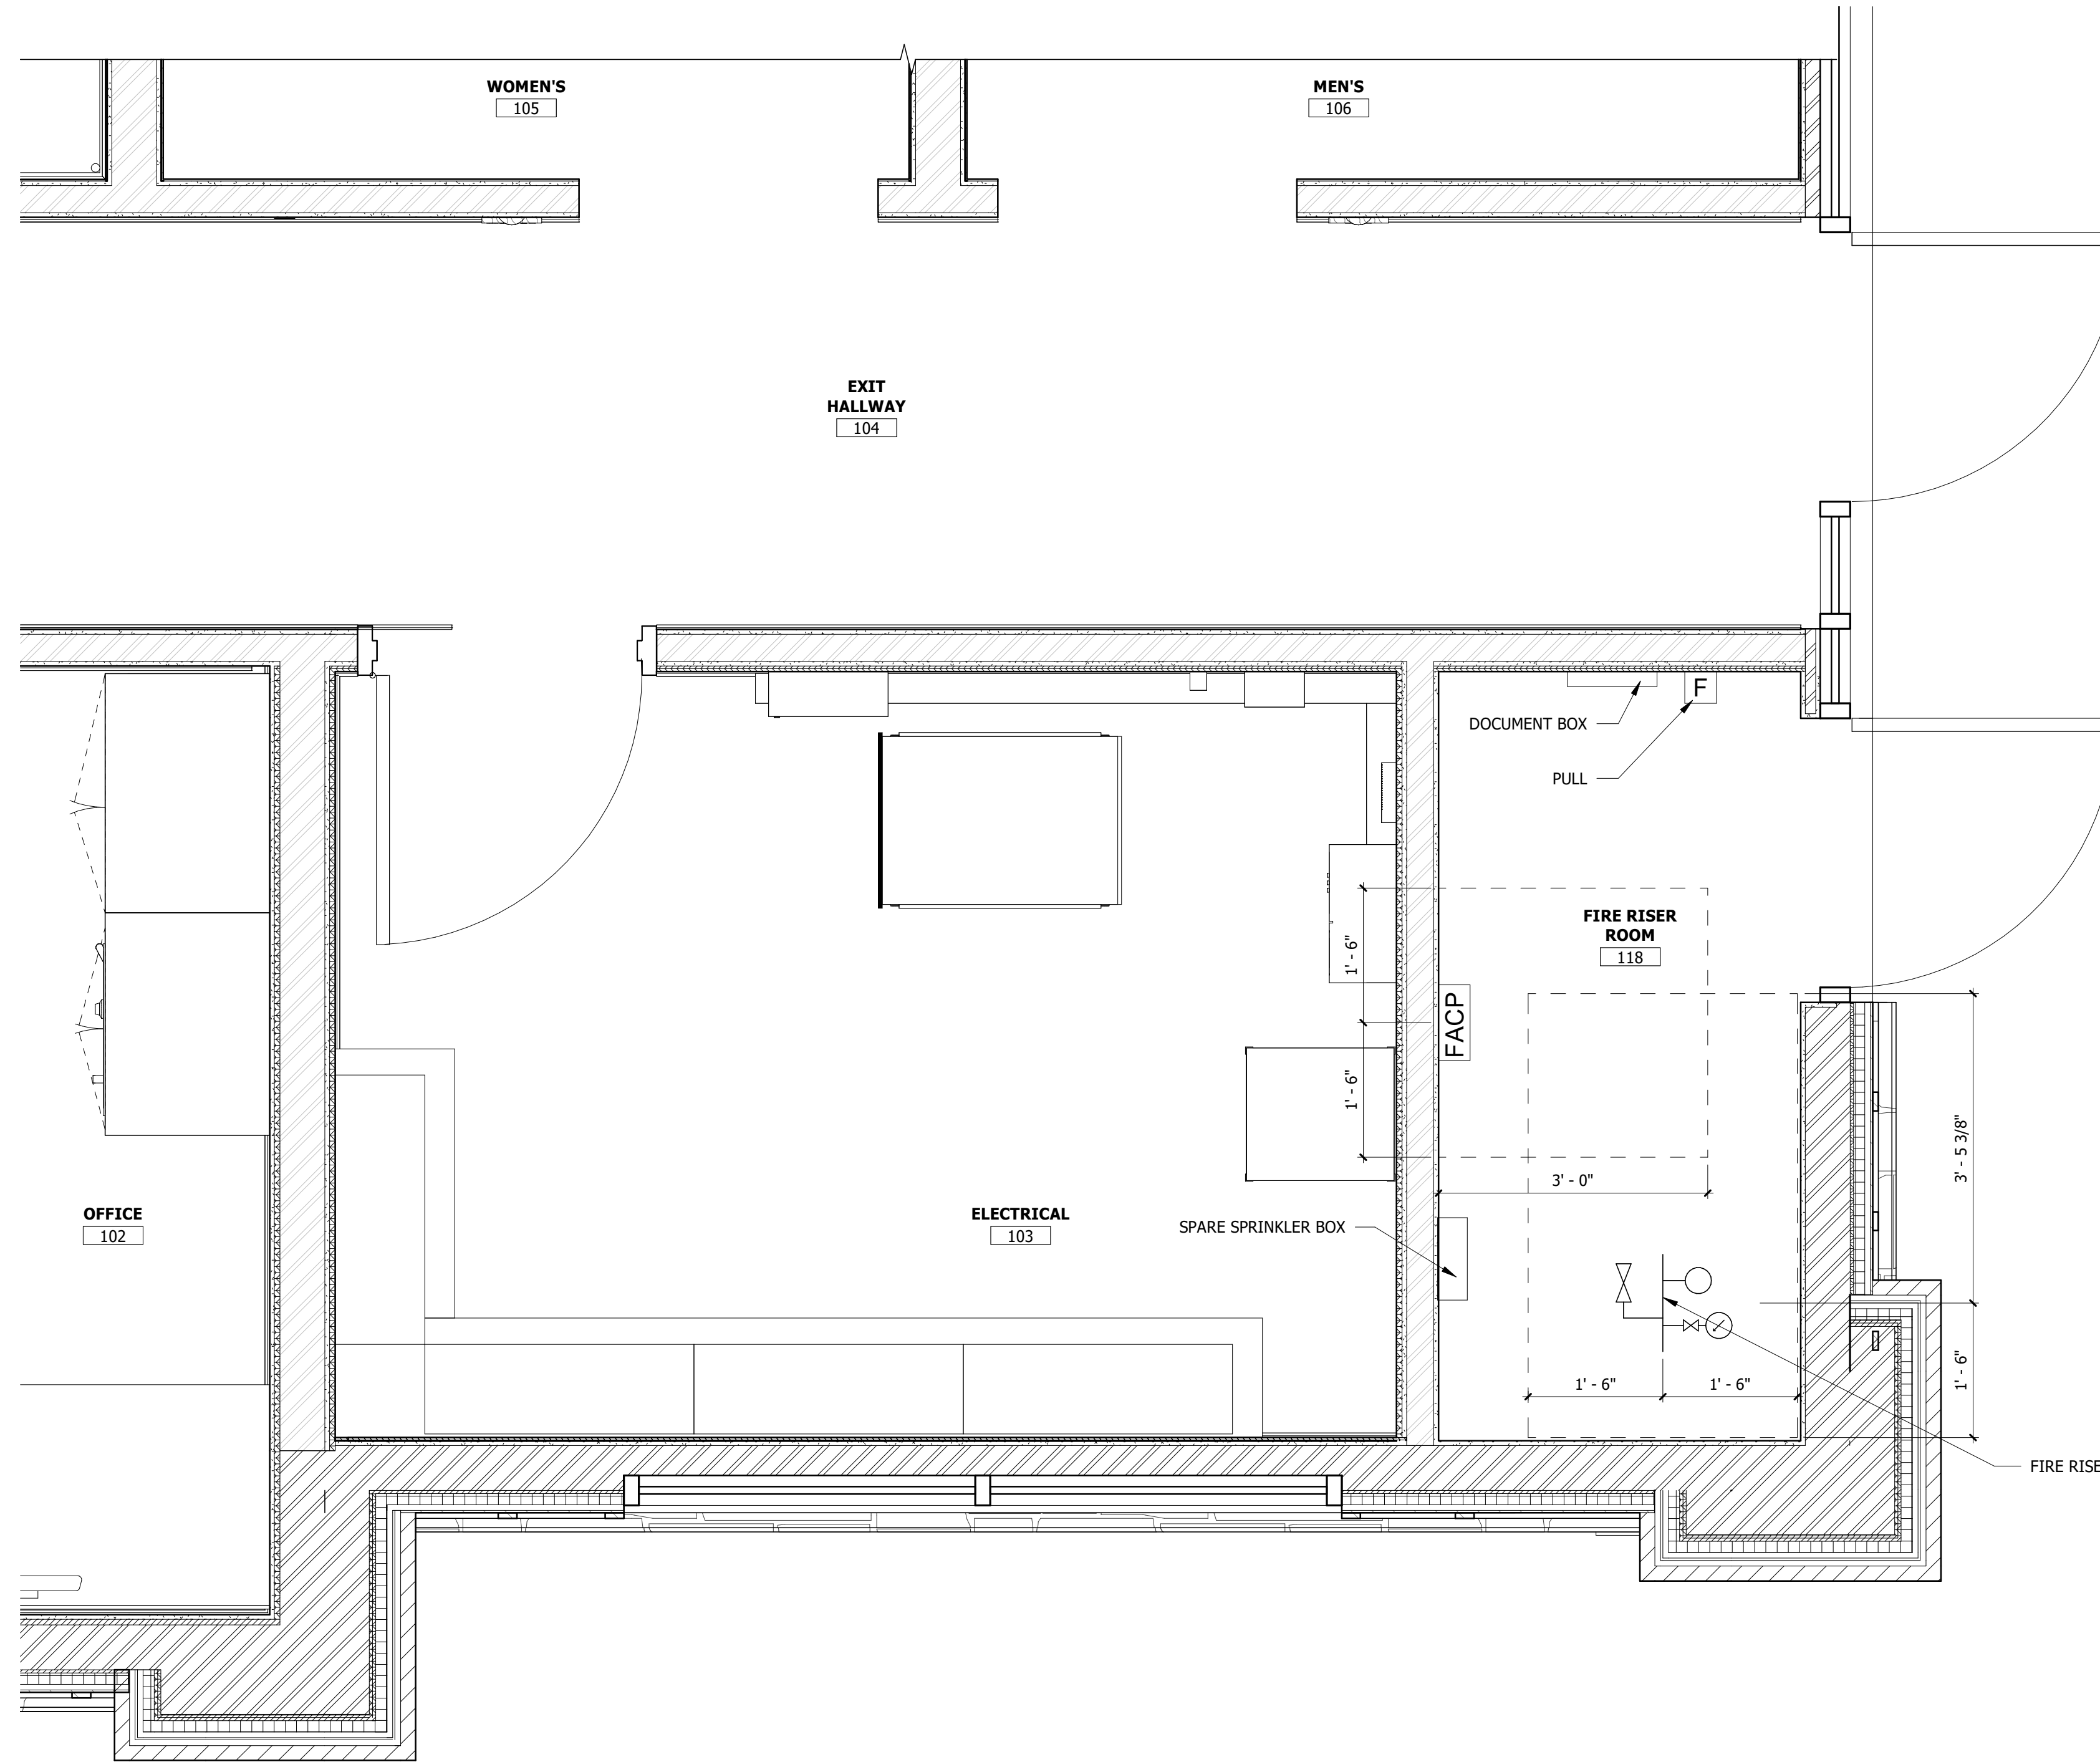 WOMEN'S
105
MEN'S
106
EXIT
HALLWAY
104
F
DOCUMENT BOX
PULL
FIRE RISER
ROOM
118
1' - 6"
FACP
1' - 6"
3' - 5 3/8"
3' - 0"
OFFICE
102
ELECTRICAL
103
SPARE SPRINKLER BOX
1' - 6"
1' - 6"
1' - 6"
FIRE RISE